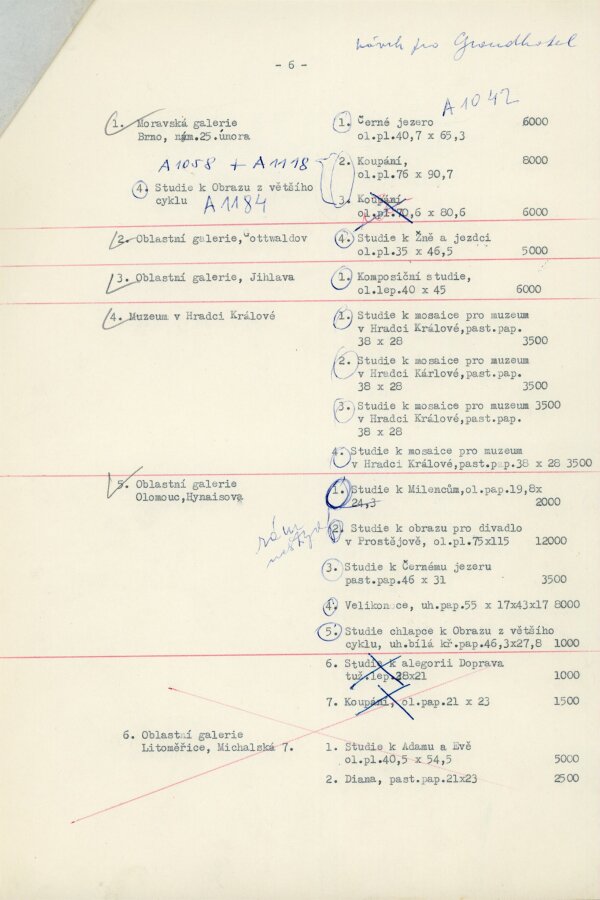 návrh pro Grandhotel
- 6 -
A 1042
1. Moravská galerie
Brno, nám.25.února
1. Černé jezero 6000
ol.pl.40,7 x 65,3
A 1058 + A 1118
2. Koupání, 8000
ol.pl.76 x 90,7
4. Studie k Obrazu z většího
cyklu A 1184
3. Koupání
ol.pl.70,6 x 80,6 6000
2. Oblastní galerie, Gottwaldov
4. Studie k Žně a jezdci
ol.pl.35 x 46,5 5000
3. Oblastní galerie, Jihlava
1. Komposiční studie,
ol.lep.40 x 45 6000
4. Muzeum v Hradci Králové
1. Studie k mosaice pro muzeum
v Hradci Králové,past.pap.
38 x 28 3500
2. Studie k mosaice pro muzeum
v Hradci Kárlové,past.pap.
38 x 28 3500
3. Studie k mosaice pro muzeum 3500
v Hradci Králové,past.pap.
38 x 28
4. Studie k mosaice pro muzeum
v Hradci Králové,past.pap.38 x 28 3500
5. Oblastní galerie
Olomouc,Hynaisova
1. Studie k Milencům,ol.pap.19,8x
24,3 2000
rám
2. Studie k obrazu pro divadlo
v Prostějově, ol.pl.75x115 12000
3. Studie k Černému jezeru
past.pap.46 x 31 3500
4. Velikonoce, uh.pap.55 x 17x43x17 8000
5. Studie chlapce k Obrazu z většího
cyklu, uh.bílá kř.pap.46,3x27,8 1000
6. Studie k alegorii Doprava
tuž.lep.28x21 1000
7. Koupání, ol.pap.21 x 23 1500
6. Oblastní galerie
Litoměřice, Michalská 7.
1. Studie k Adamu a Evě
ol.pl.40,5 x 54,5 5000
2. Diana, past.pap.21x23 2500